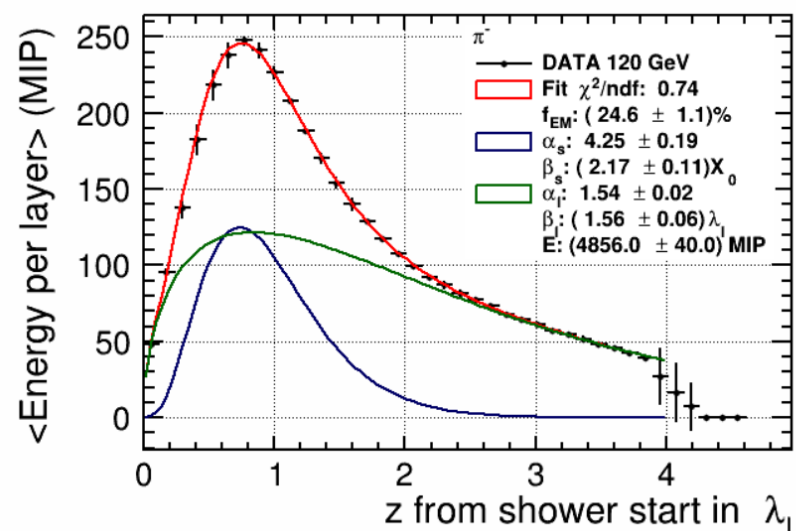 <Energy per layer> (MIP)
250
200
150
100
50
0
π⁻
DATA 120 GeV
Fit χ²/ndf: 0.74
f_EM: ( 24.6 ± 1.1)%
α_s: 4.25 ± 0.19
β_s: ( 2.17 ± 0.11)X_0
α_l: 1.54 ± 0.02
β_l: ( 1.56 ± 0.06)λ_I
E: (4856.0 ± 40.0) MIP
0 1 2 3 4
z from shower start in λ_I